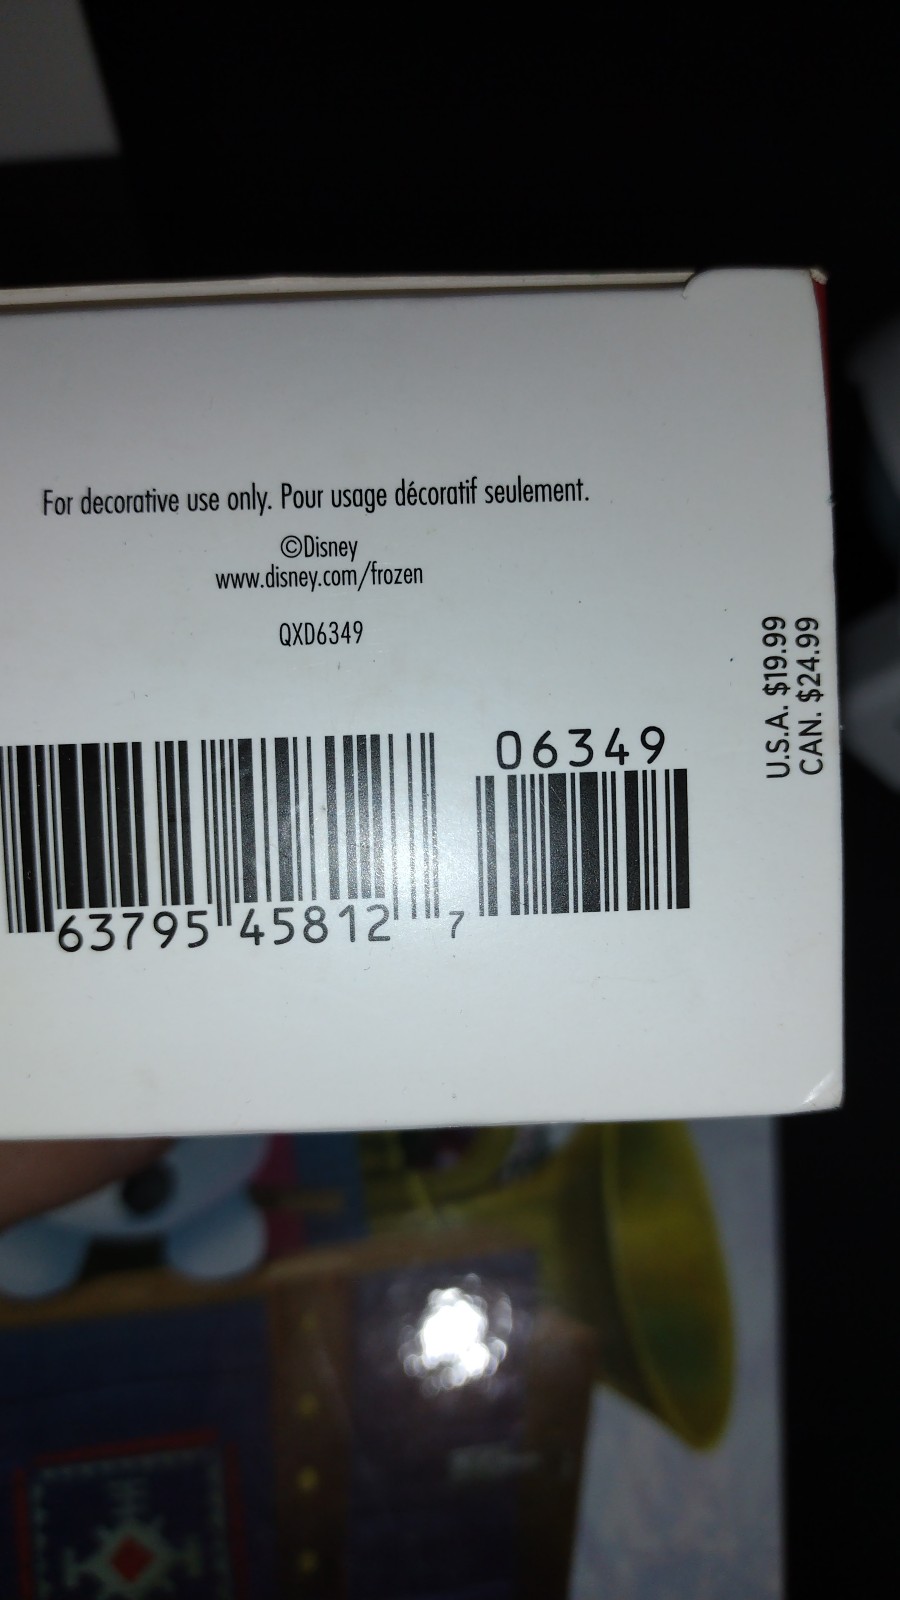 For decorative use only. Pour usage décoratif seulement.
©Disney
www.disney.com/frozen
QXD6349
U.S.A. $19.99
CAN. $24.99
06349
63795 45812 7